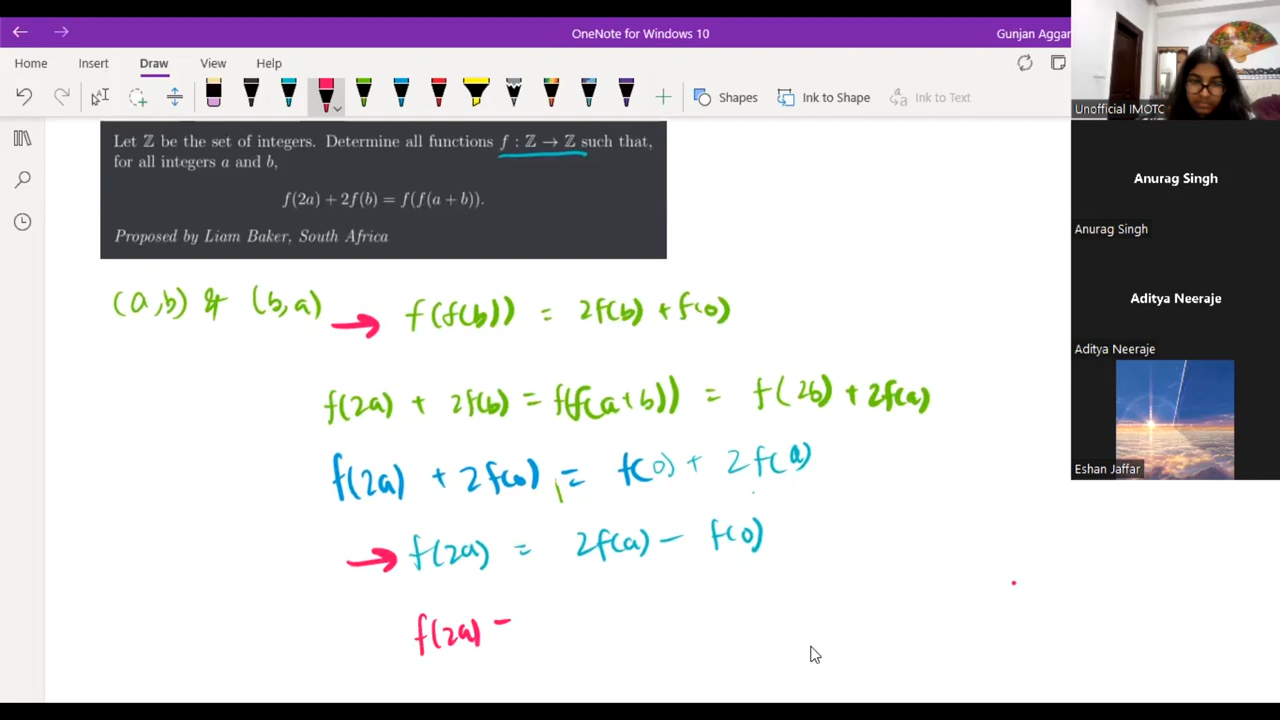 OneNote for Windows 10
Gunjan Aggar
Home Insert Draw View Help
Shapes Ink to Shape Ink to Text
Let ℤ be the set of integers. Determine all functions f : ℤ → ℤ such that,
for all integers a and b,
f(2a) + 2f(b) = f(f(a + b)).
Proposed by Liam Baker, South Africa
(a,b) & (b,a) → f(f(b)) = 2f(b) + f(0)
f(2a) + 2f(b) = f(f(a+b)) = f(2b) + 2f(a)
f(2a) + 2f(0) = f(0) + 2f(a)
→ f(2a) = 2f(a) - f(0)
f(2a) -
Unofficial IMOTC
Anurag Singh
Anurag Singh
Aditya Neeraje
Aditya Neeraje
Eshan Jaffar